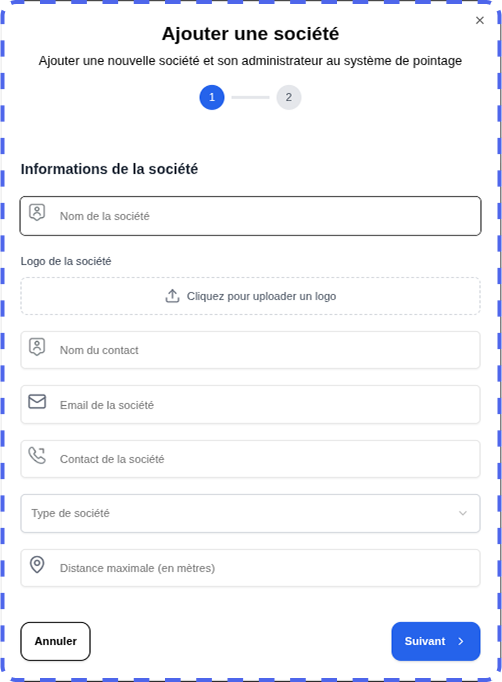 Ajouter une société
Ajouter une nouvelle société et son administrateur au système de pointage
1
2
Informations de la société
Nom de la société
Logo de la société
Cliquez pour uploader un logo
Nom du contact
Email de la société
Contact de la société
Type de société
Distance maximale (en mètres)
Annuler
Suivant